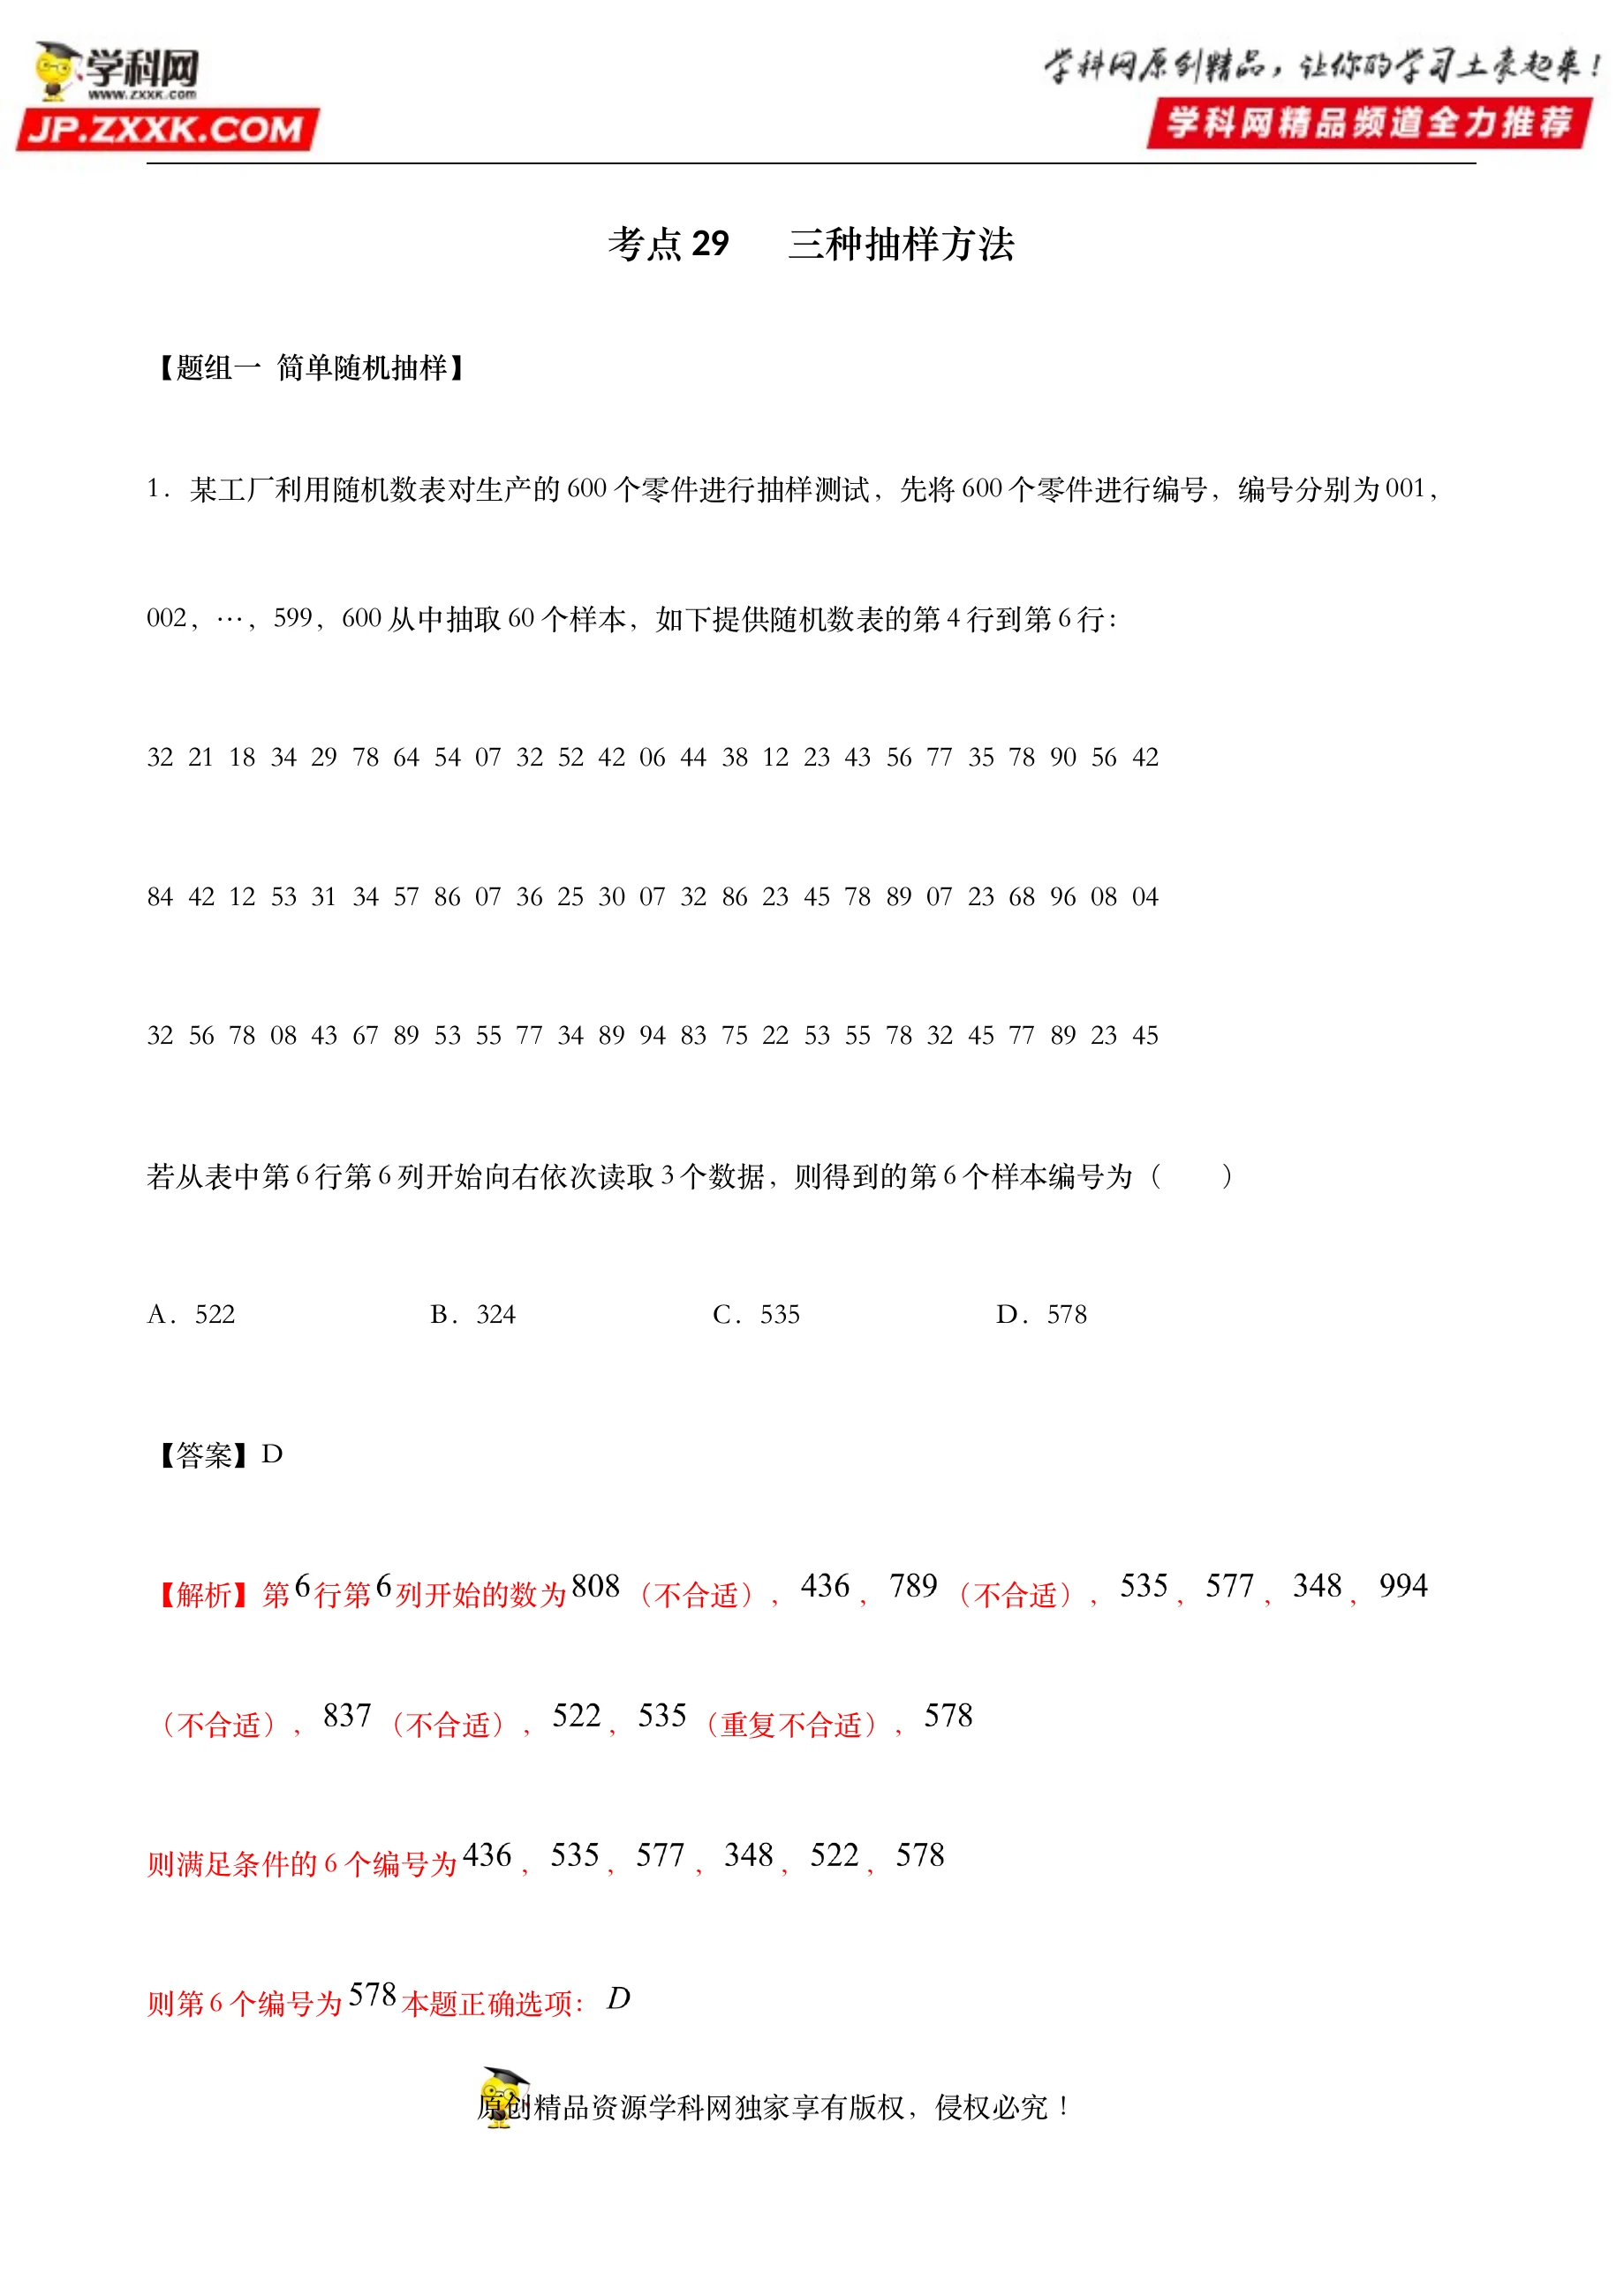 学科网
www.zxxk.com
JP.ZXXK.COM
学科网原创精品，让你的学习土豪起来！
学科网精品频道全力推荐
考点 29 三种抽样方法
【题组一 简单随机抽样】
1．某工厂利用随机数表对生产的 600 个零件进行抽样测试，先将 600 个零件进行编号，编号分别为 001，
002，…，599，600 从中抽取 60 个样本，如下提供随机数表的第 4 行到第 6 行：
32 21 18 34 29 78 64 54 07 32 52 42 06 44 38 12 23 43 56 77 35 78 90 56 42
84 42 12 53 31 34 57 86 07 36 25 30 07 32 86 23 45 78 89 07 23 68 96 08 04
32 56 78 08 43 67 89 53 55 77 34 89 94 83 75 22 53 55 78 32 45 77 89 23 45
若从表中第 6 行第 6 列开始向右依次读取 3 个数据，则得到的第 6 个样本编号为（ ）
A．522 B．324 C．535 D．578
【答案】D
【解析】第 6 行第 6 列开始的数为 808（不合适），436，789（不合适），535，577，348，994
（不合适），837（不合适），522，535（重复不合适），578
则满足条件的 6 个编号为 436，535，577，348，522，578
则第 6 个编号为 578 本题正确选项：D
原创精品资源学科网独家享有版权，侵权必究！